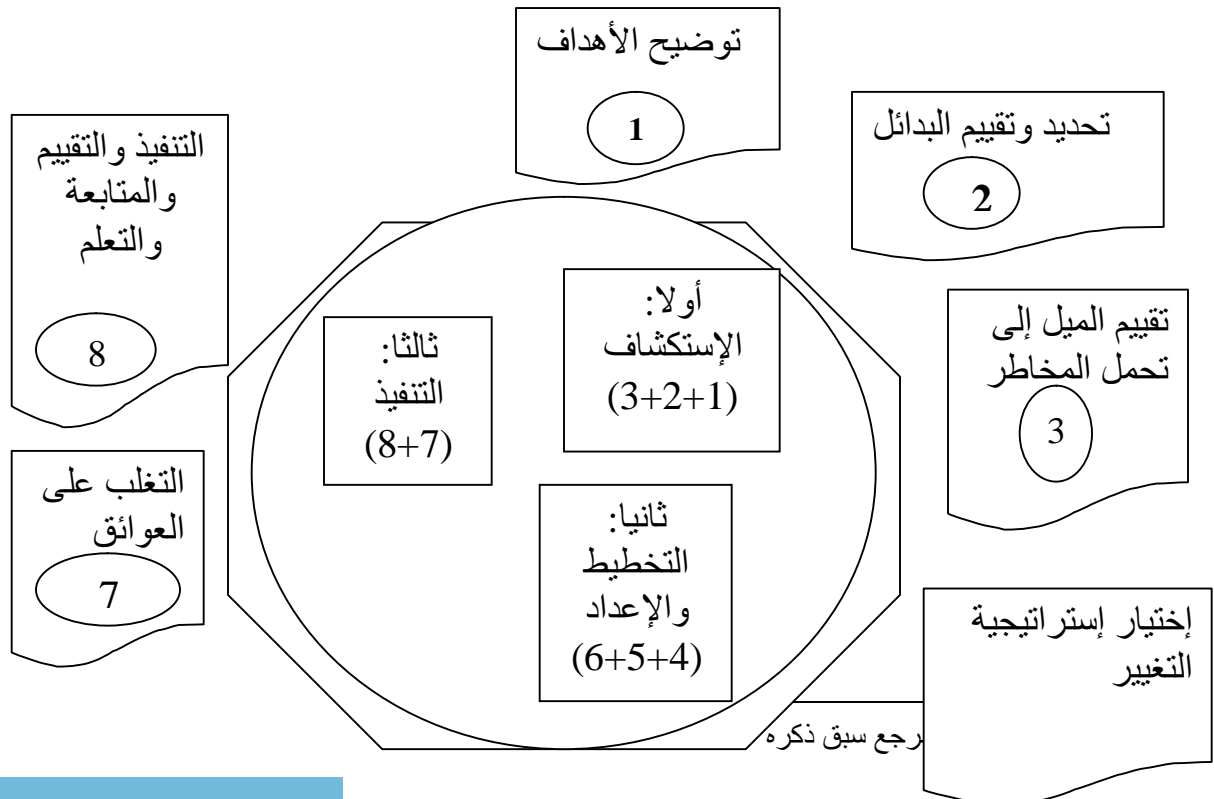 توضيح الأهداف
1
تحديد وتقييم البدائل
2
تقييم الميل إلى
تحمل المخاطر
3
إختيار إستراتيجية
التغيير
التغلب على
العوائق
7
التنفيذ والتقييم
والمتابعة
والتعلم
8
أولا:
الإستكشاف
(3+2+1)
ثانيا:
التخطيط
والإعداد
(6+5+4)
ثالثا:
التنفيذ
(8+7)
سبق ذكره